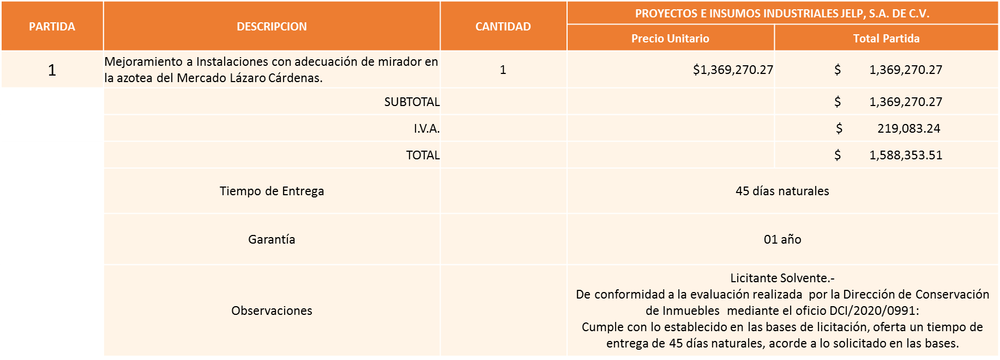 PARTIDA DESCRIPCION CANTIDAD PROYECTOS E INSUMOS INDUSTRIALES JELP, S.A. DE C.V.
Precio Unitario Total Partida
1 Mejoramiento a Instalaciones con adecuación de mirador en
la azotea del Mercado Lázaro Cárdenas. 1 $1,369,270.27 $ 1,369,270.27
SUBTOTAL $ 1,369,270.27
I.V.A. $ 219,083.24
TOTAL $ 1,588,353.51
Tiempo de Entrega 45 días naturales
Garantía 01 año
Observaciones
Licitante Solvente.-
De conformidad a la evaluación realizada por la Dirección de Conservación
de Inmuebles mediante el oficio DCI/2020/0991:
Cumple con lo establecido en las bases de licitación, oferta un tiempo de
entrega de 45 días naturales, acorde a lo solicitado en las bases.